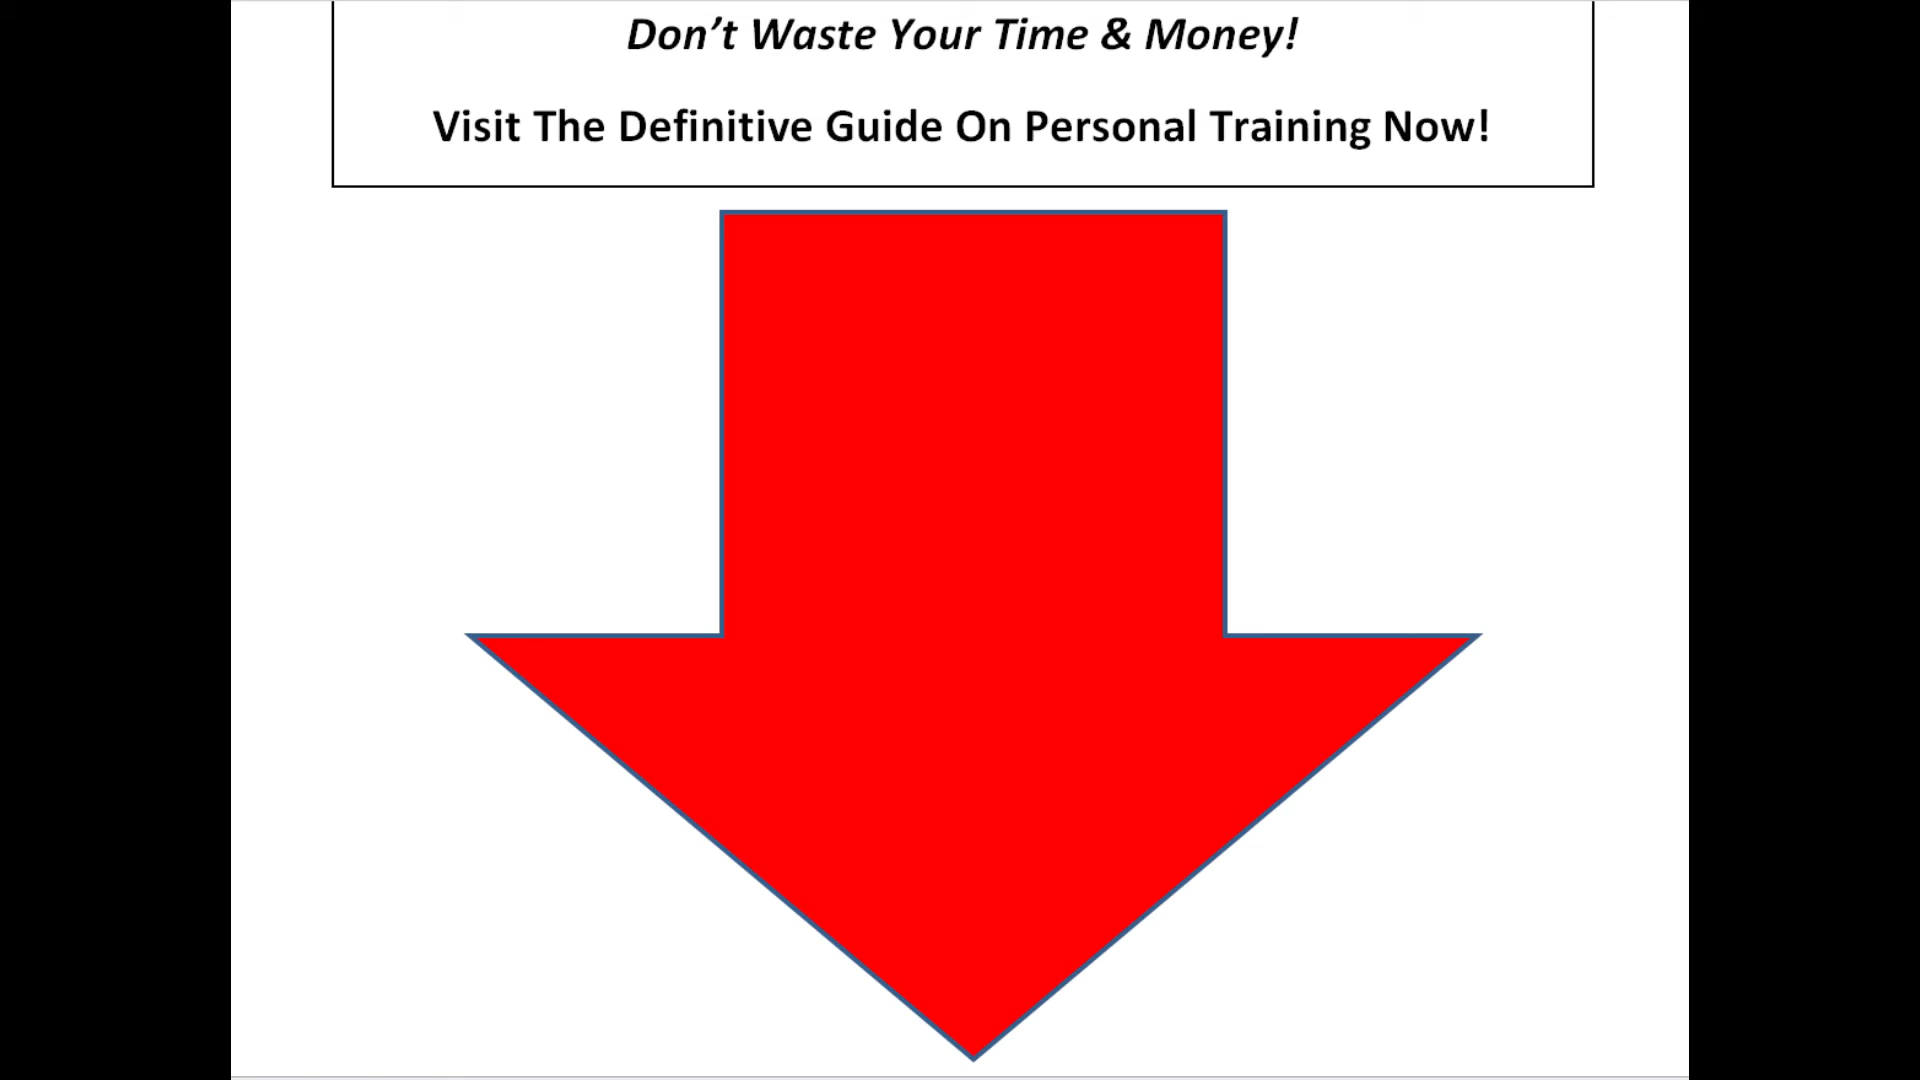 Don’t Waste Your Time & Money!
Visit The Definitive Guide On Personal Training Now!